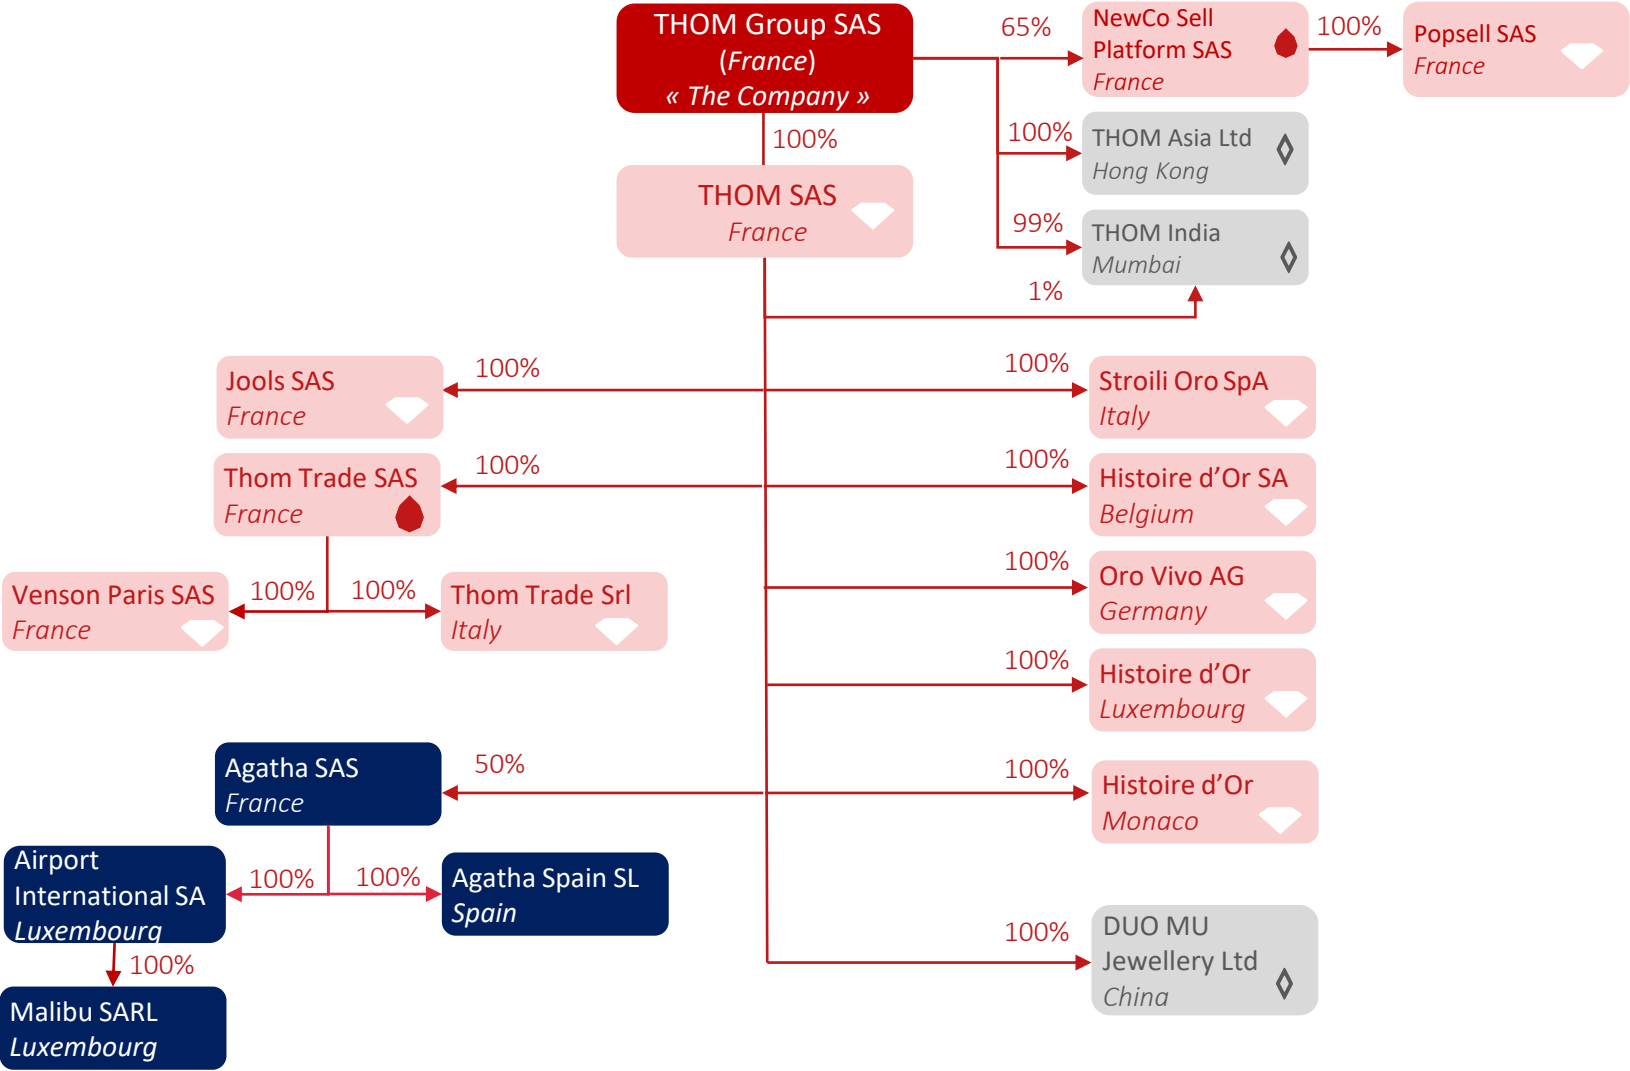 THOM Group SAS
(France)
« The Company »
65%
NewCo Sell
Platform SAS
France
100%
Popsell SAS
France
100%
THOM Asia Ltd
Hong Kong
99%
THOM India
Mumbai
100%
THOM SAS
France
1%
100%
Jools SAS
France
100%
Stroili Oro SpA
Italy
100%
Thom Trade SAS
France
100%
Histoire d’Or SA
Belgium
Venson Paris SAS
France
100%
100%
Thom Trade Srl
Italy
100%
Oro Vivo AG
Germany
100%
Histoire d’Or
Luxembourg
Agatha SAS
France
50%
100%
Histoire d’Or
Monaco
Airport
International SA
Luxembourg
100%
100%
Agatha Spain SL
Spain
100%
Malibu SARL
Luxembourg
100%
DUO MU
Jewellery Ltd
China